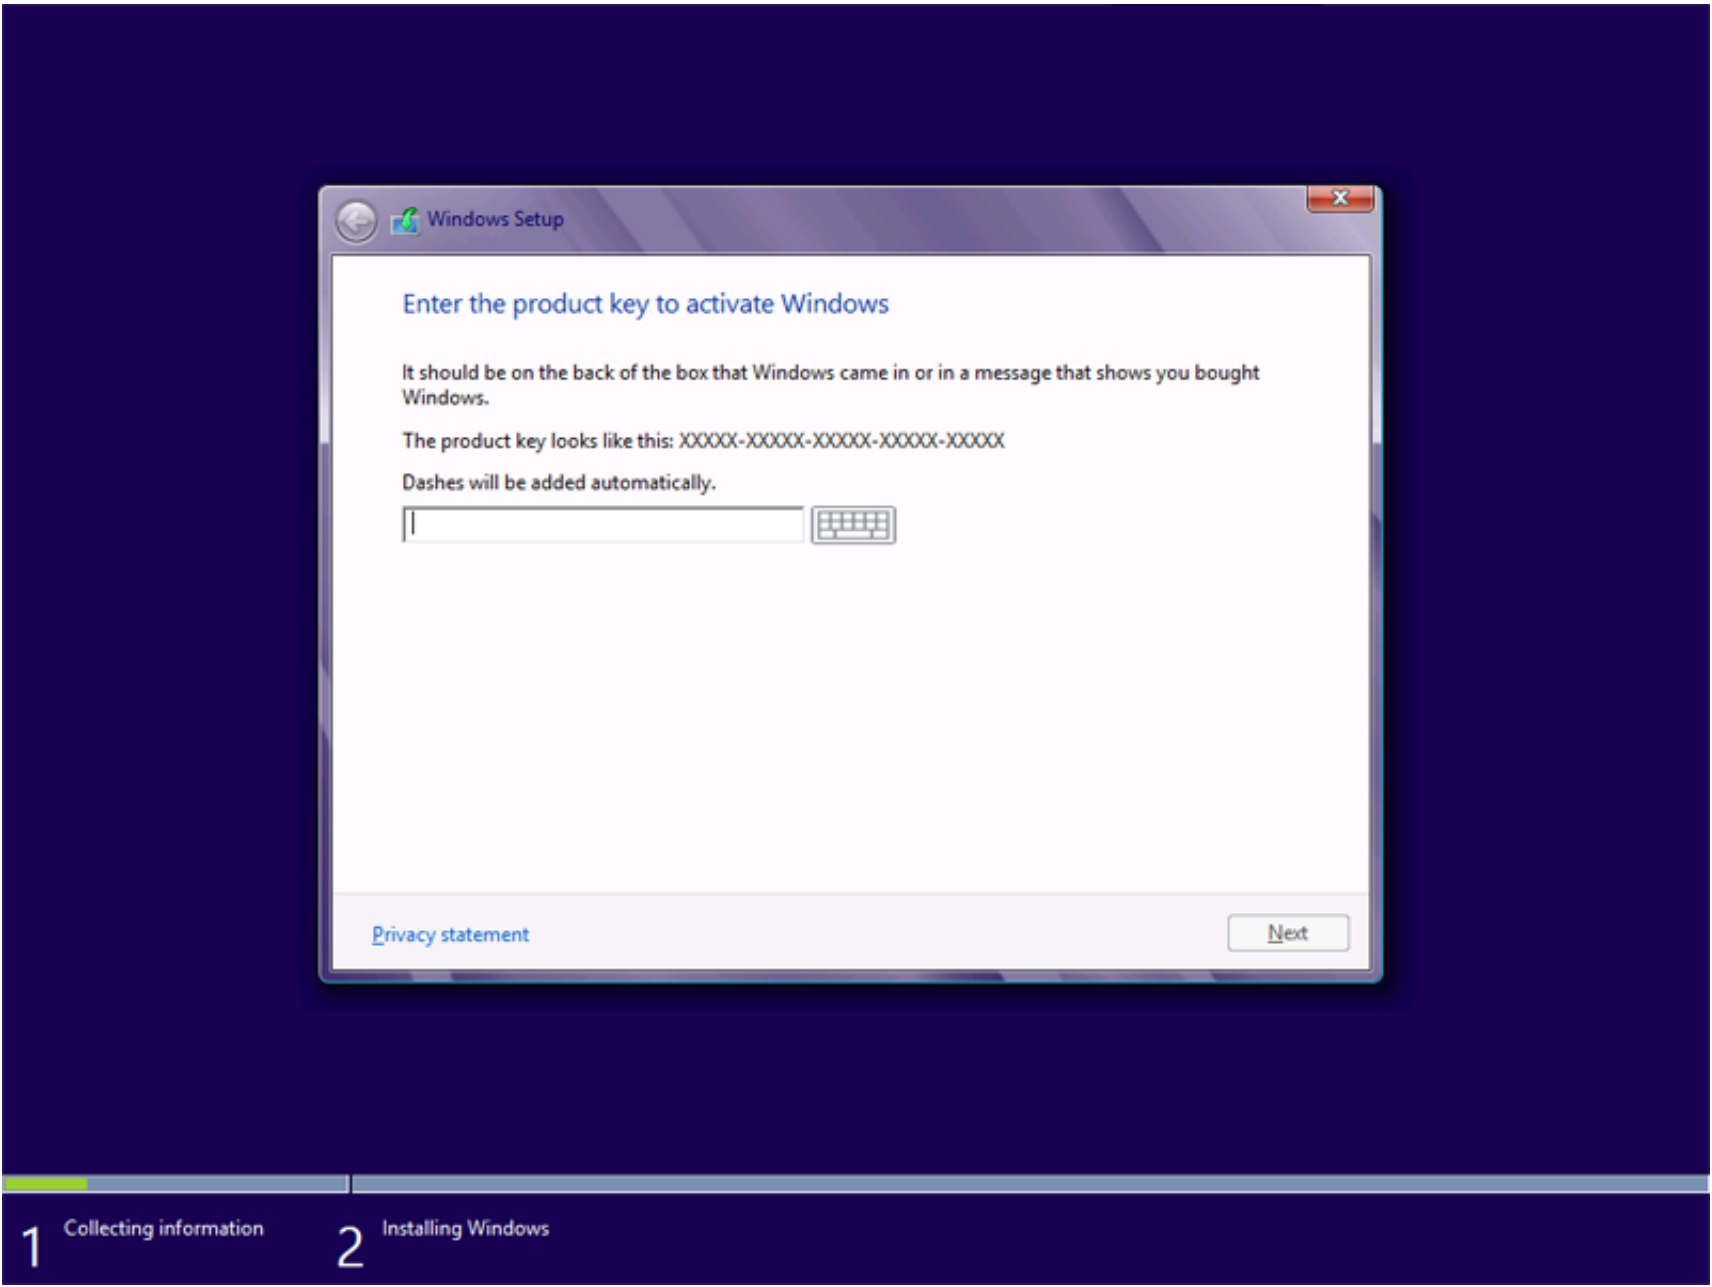 Windows Setup
x
Enter the product key to activate Windows
It should be on the back of the box that Windows came in or in a message that shows you bought
Windows.
The product key looks like this: XXXXX-XXXXX-XXXXX-XXXXX-XXXXX
Dashes will be added automatically.
Privacy statement
Next
1 Collecting information
2 Installing Windows